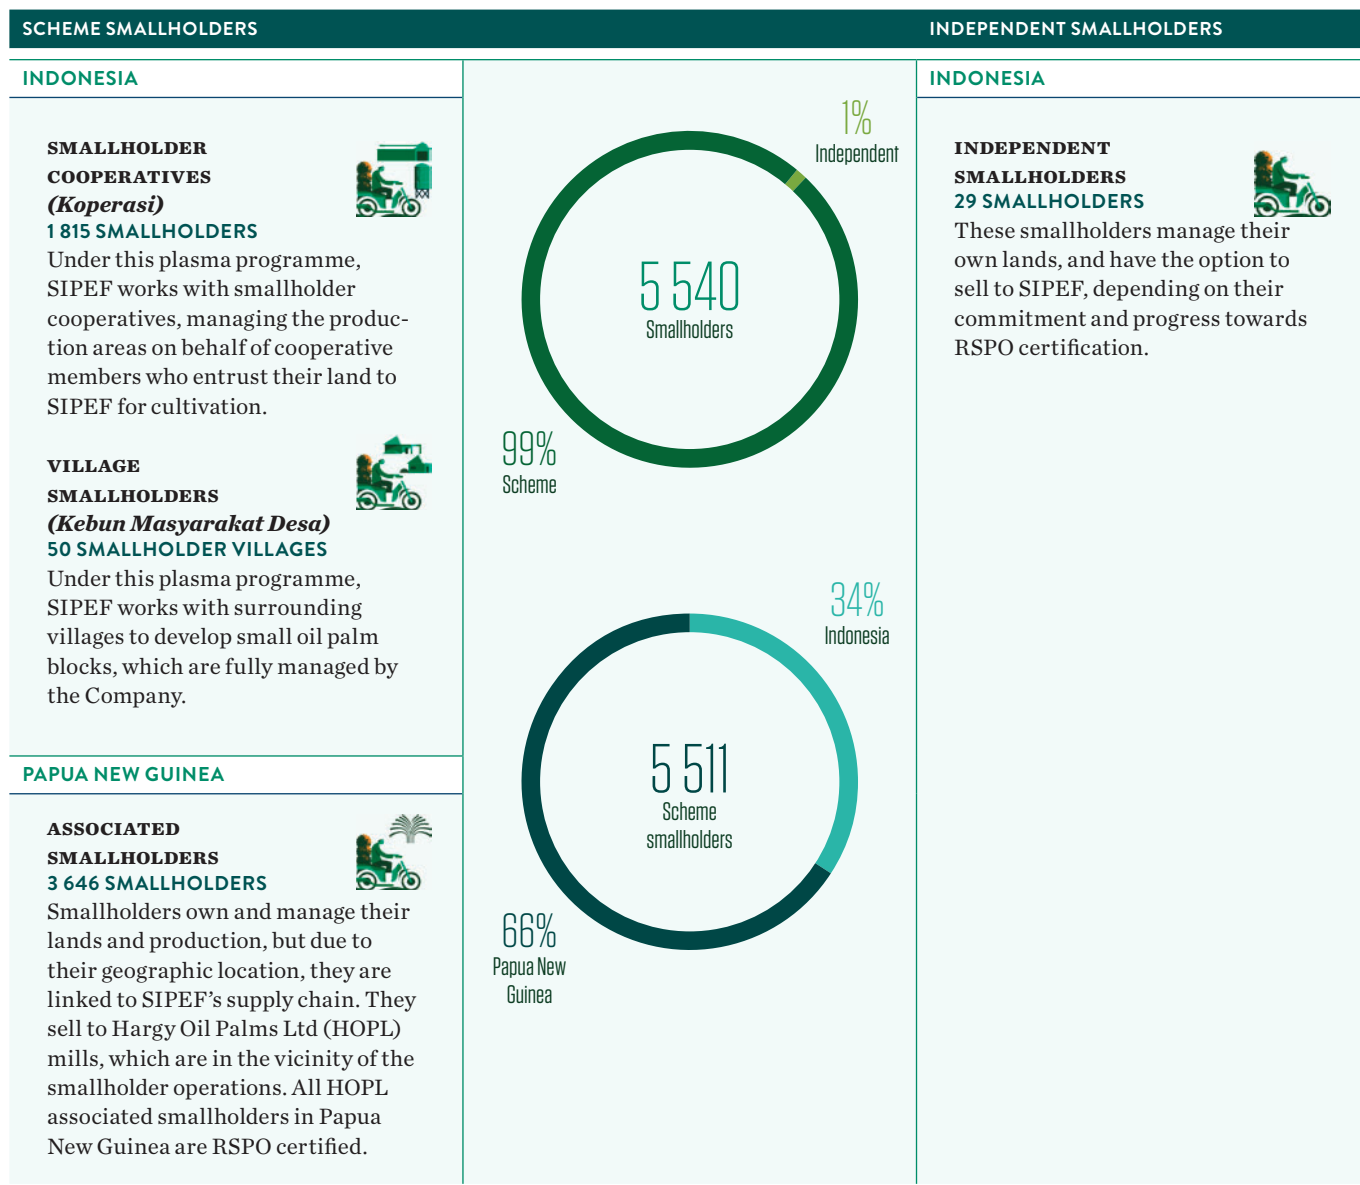 SCHEME SMALLHOLDERS
INDONESIA
SMALLHOLDER
COOPERATIVES
(Koperasi)
1 815 SMALLHOLDERS
Under this plasma programme,
SIPEF works with smallholder
cooperatives, managing the produc-
tion areas on behalf of cooperative
members who entrust their land to
SIPEF for cultivation.
VILLAGE
SMALLHOLDERS
(Kebun Masyarakat Desa)
50 SMALLHOLDER VILLAGES
Under this plasma programme,
SIPEF works with surrounding
villages to develop small oil palm
blocks, which are fully managed by
the Company.
PAPUA NEW GUINEA
ASSOCIATED
SMALLHOLDERS
3 646 SMALLHOLDERS
Smallholders own and manage their
lands and production, but due to
their geographic location, they are
linked to SIPEF’s supply chain. They
sell to Hargy Oil Palms Ltd (HOPL)
mills, which are in the vicinity of the
smallholder operations. All HOPL
associated smallholders in Papua
New Guinea are RSPO certified.
1%
Independent
5 540
Smallholders
99%
Scheme
34%
Indonesia
5 511
Scheme
smallholders
66%
Papua New
Guinea
INDEPENDENT SMALLHOLDERS
INDONESIA
INDEPENDENT
SMALLHOLDERS
29 SMALLHOLDERS
These smallholders manage their
own lands, and have the option to
sell to SIPEF, depending on their
commitment and progress towards
RSPO certification.